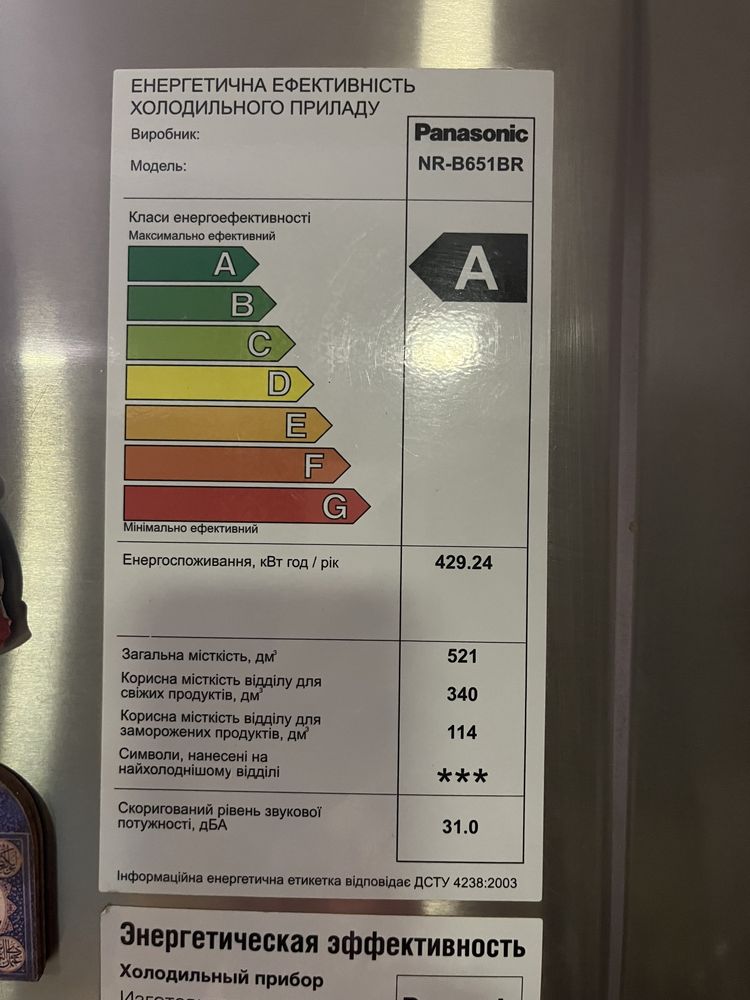 ЕНЕРГЕТИЧНА ЕФЕКТИВНІСТЬ
ХОЛОДИЛЬНОГО ПРИЛАДУ
Виробник: Panasonic
Модель: NR-B651BR
Класи енергоефективності
Максимально ефективний
A
A
B
C
D
E
F
G
Мінімально ефективний
Енергоспоживання, кВт год / рік 429.24
Загальна місткість, дм³ 521
Корисна місткість відділу для
свіжих продуктів, дм³ 340
Корисна місткість відділу для
заморожених продуктів, дм³ 114
Символи, нанесені на
найхолоднішому відділі ***
Скоригований рівень звукової
потужності, дБА 31.0
Інформаційна енергетична етикетка відповідає ДСТУ 4238:2003
Энергетическая эффективность
Холодильный прибор